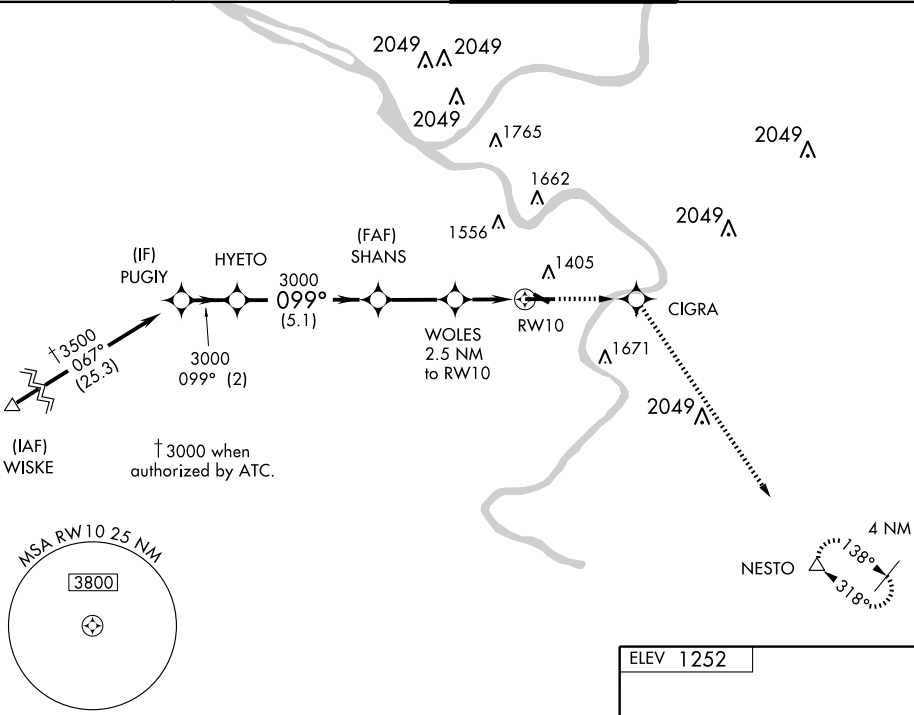 2049 2049
2049
1765
2049
1662
2049
1556
(FAF)
SHANS
(IF)
PUGIY
HYETO
1405
3000
099°
(5.1)
CIGRA
RW10
WOLES
2.5 NM
to RW10
†3500
067°
(25.3)
3000
099° (2)
1671
2049
(IAF)
WISKE
†3000 when
authorized by ATC.
4 NM
MSA RW10 25 NM
138°
NESTO
3800
318°
ELEV 1252